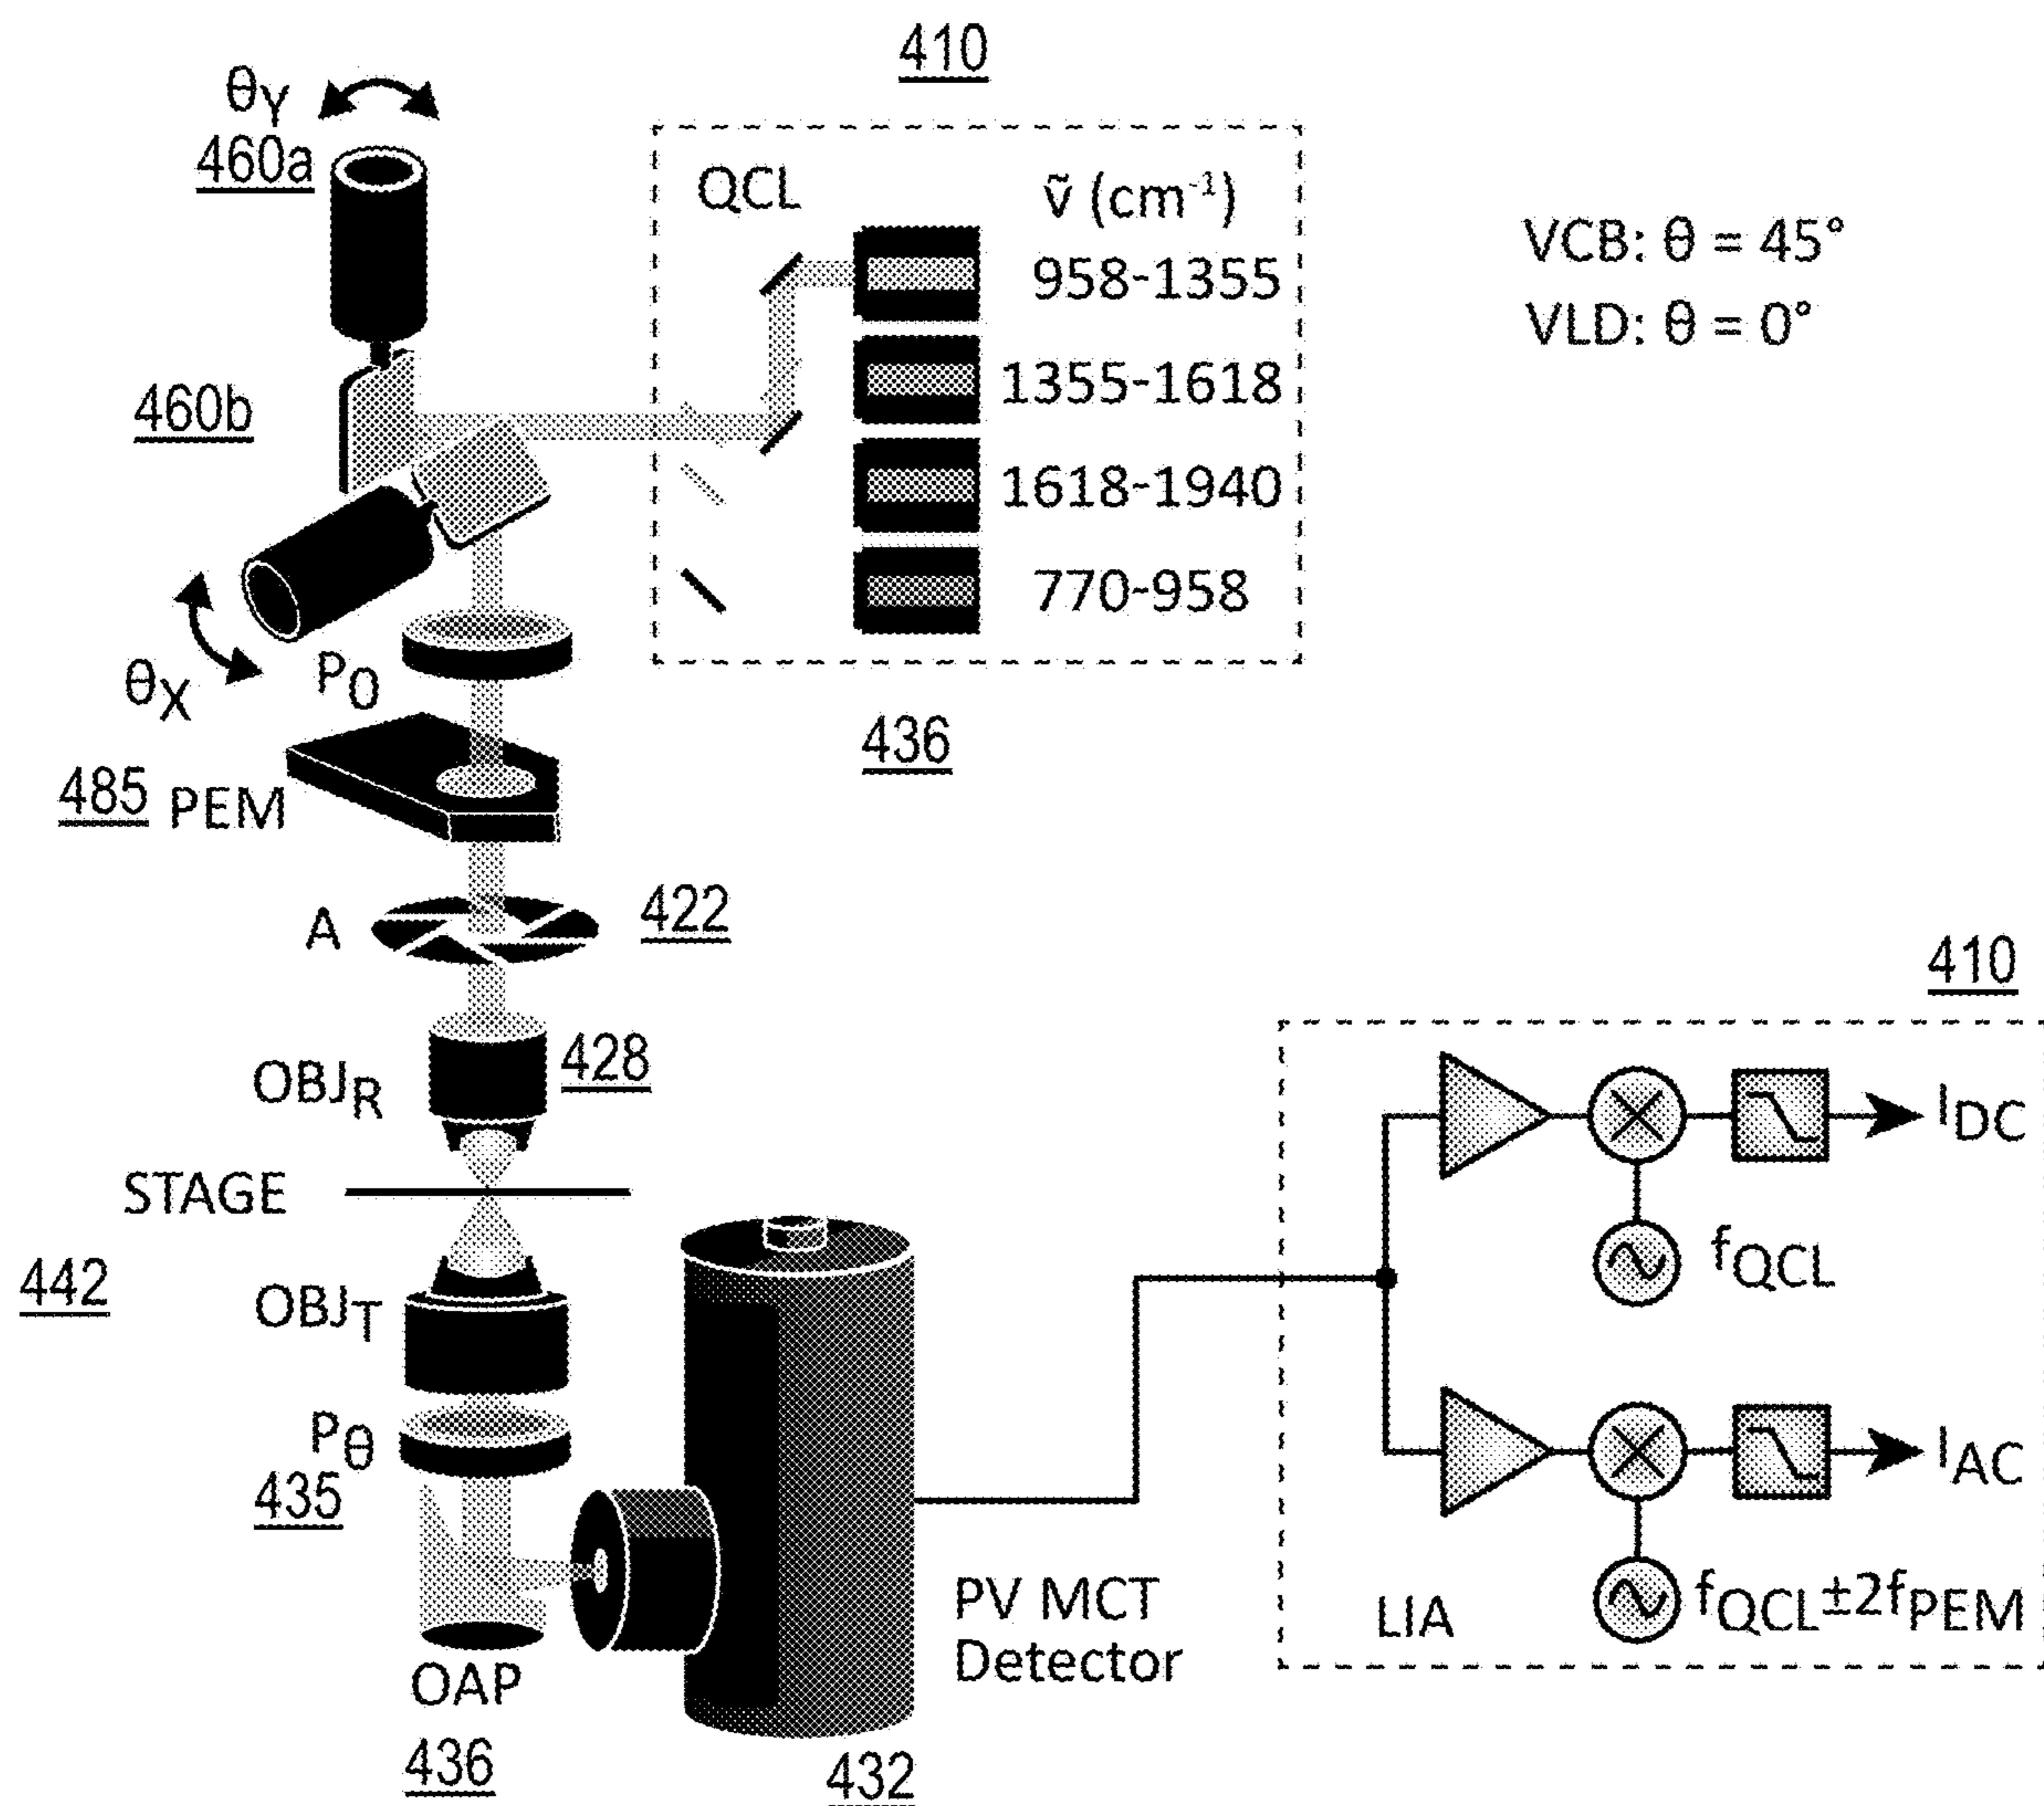 410
θY
460a
QCL
ṽ (cm⁻¹)
958-1355
1355-1618
1618-1940
770-958
VCB: θ = 45°
VLD: θ = 0°
460b
θX
P0
436
485 PEM
A
422
OBJR
428
STAGE
442
OBJT
Pθ
435
OAP
436
PV MCT
Detector
432
410
IDC
fQCL
IAC
fQCL±2fPEM
LIA